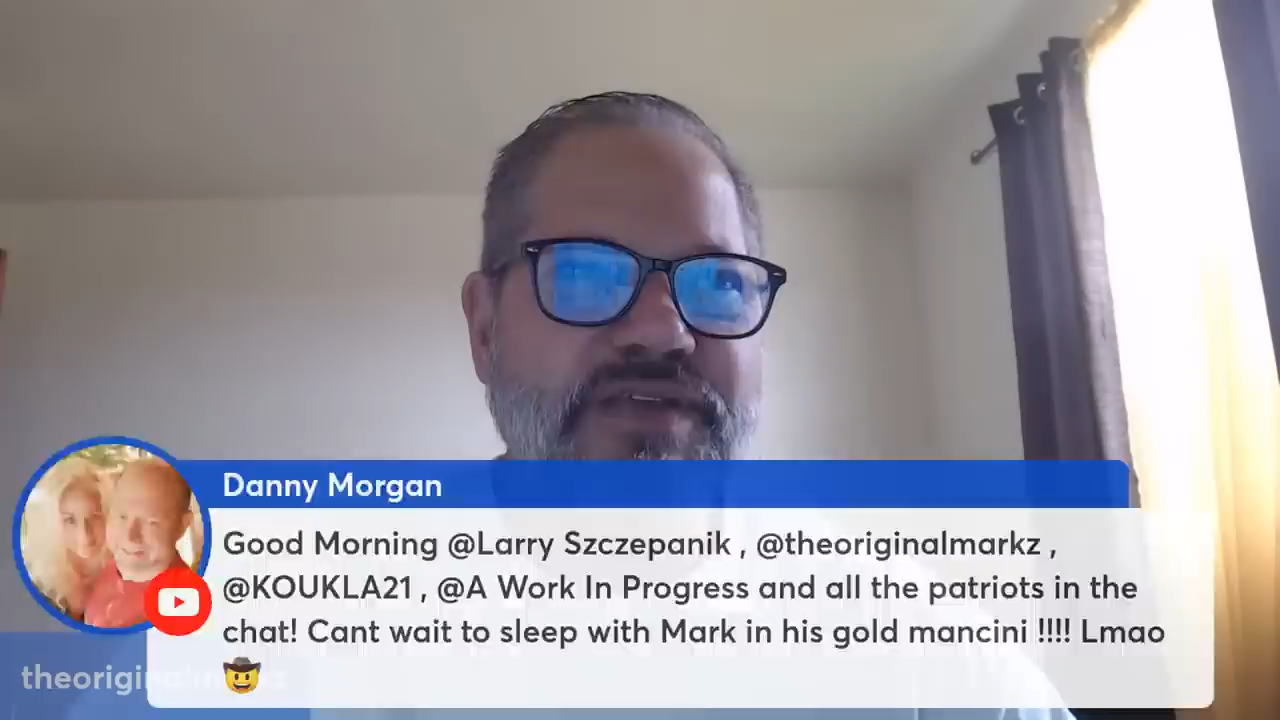 Danny Morgan
Good Morning @Larry Szczepanik , @theoriginalmarkz ,
@KOUKLA21 , @A Work In Progress and all the patriots in the
chat! Cant wait to sleep with Mark in his gold mancini !!!! Lmao
🤠